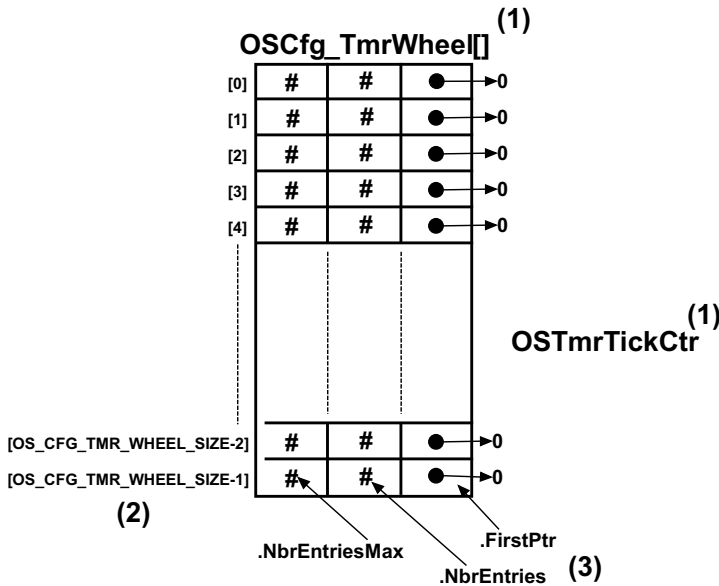 (1)
OSCfg_TmrWheel[]
[0] # # 0
[1] # # 0
[2] # # 0
[3] # # 0
[4] # # 0
(1)
OSTmrTickCtr
[OS_CFG_TMR_WHEEL_SIZE-2] # # 0
[OS_CFG_TMR_WHEEL_SIZE-1] # # 0
(2)
.NbrEntriesMax
.FirstPtr
.NbrEntries
(3)